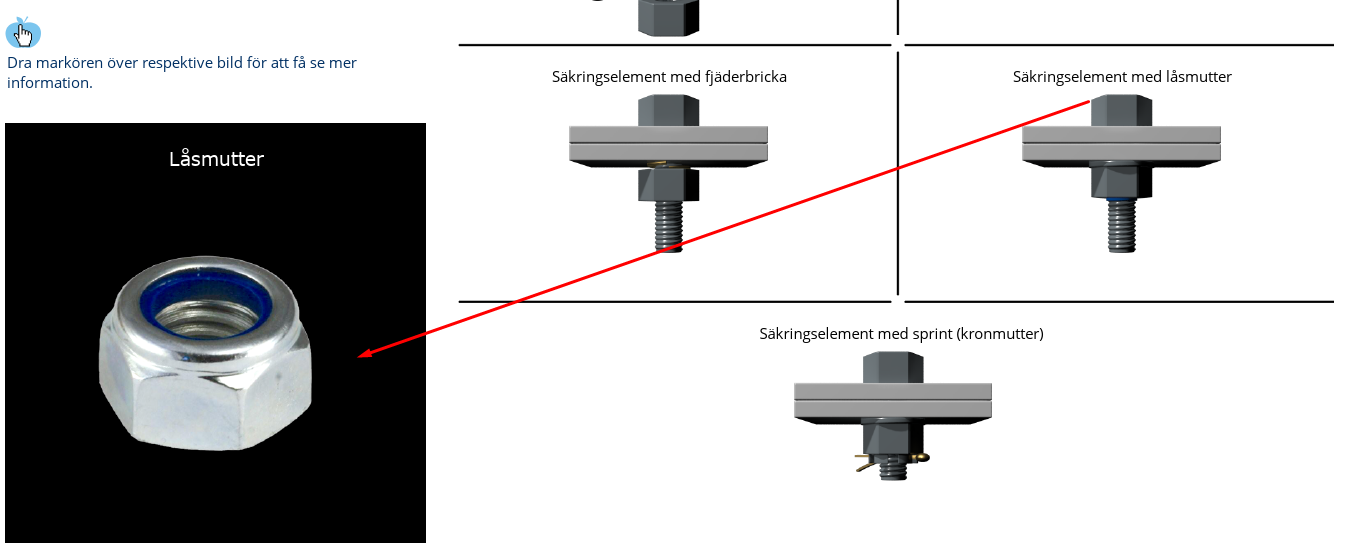 Dra markören över respektive bild för att få se mer
information.
Låsmutter
Säkringselement med fjäderbricka
Säkringselement med låsmutter
Säkringselement med sprint (kronmutter)